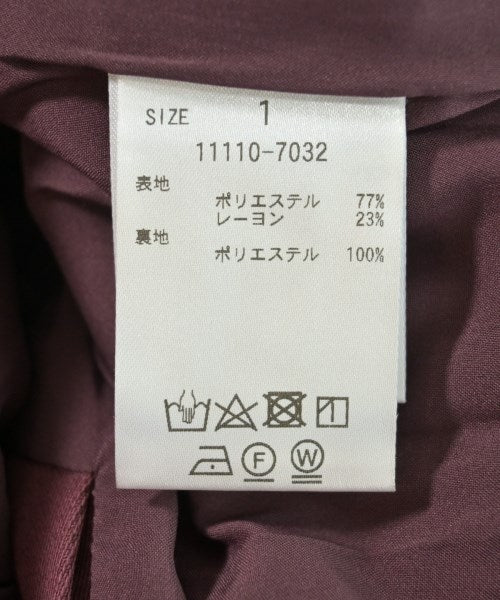 SIZE 1
11110-7032
表地
ポリエステル 77%
レーヨン 23%
裏地
ポリエステル 100%
F W